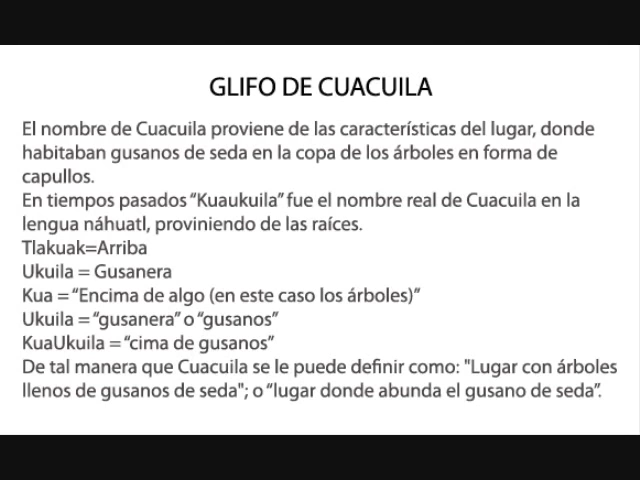 GLIFO DE CUACUILA
El nombre de Cuacuila proviene de las características del lugar, donde
habitaban gusanos de seda en la copa de los árboles en forma de
capullos.
En tiempos pasados “Kuaukuila” fue el nombre real de Cuacuila en la
lengua náhuatl, proviniendo de las raíces.
Tlakuak=Arriba
Ukuila = Gusanera
Kua = “Encima de algo (en este caso los árboles)”
Ukuila = “gusanera” o “gusanos”
KuaUkuila = “cima de gusanos”
De tal manera que Cuacuila se le puede definir como: "Lugar con árboles
llenos de gusanos de seda"; o “lugar donde abunda el gusano de seda”.